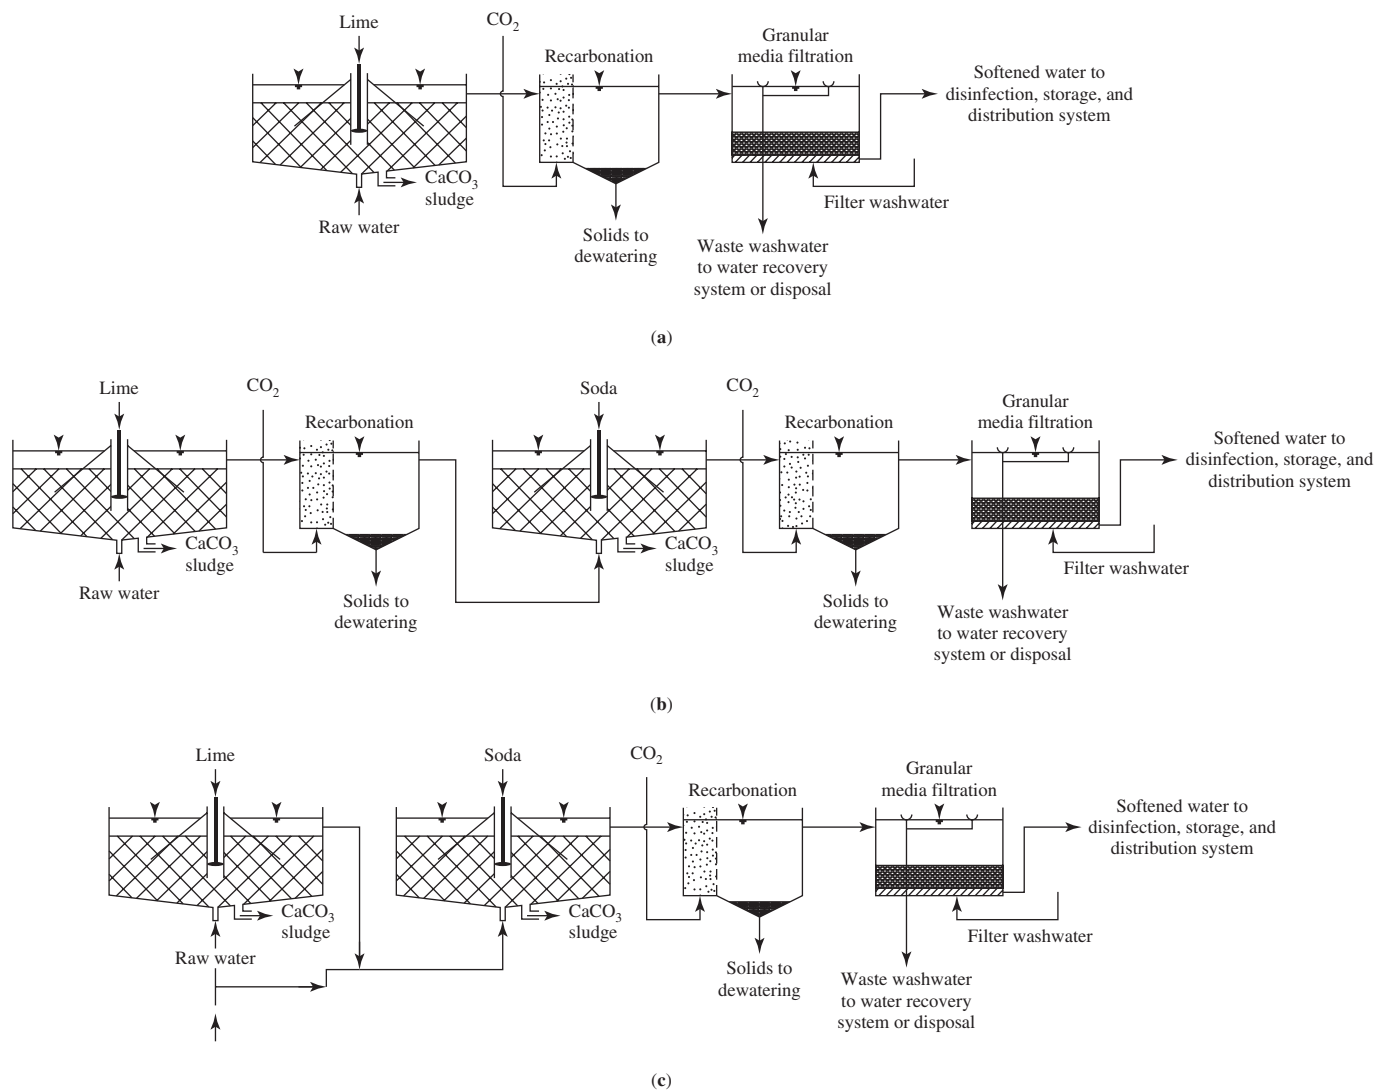 Lime
CO2
Recarbonation
Granular
media filtration
Softened water to
disinfection, storage, and
distribution system
CaCO3
sludge
Raw water
Filter washwater
Solids to
dewatering
Waste washwater
to water recovery
system or disposal
(a)
Lime
CO2
Recarbonation
Soda
CO2
Recarbonation
Granular
media filtration
Softened water to
disinfection, storage, and
distribution system
CaCO3
sludge
Raw water
Solids to
dewatering
CaCO3
sludge
Solids to
dewatering
Filter washwater
Waste washwater
to water recovery
system or disposal
(b)
Lime
Soda
CO2
Recarbonation
Granular
media filtration
Softened water to
disinfection, storage, and
distribution system
CaCO3
sludge
Raw water
CaCO3
sludge
Solids to
dewatering
Filter washwater
Waste washwater
to water recovery
system or disposal
(c)